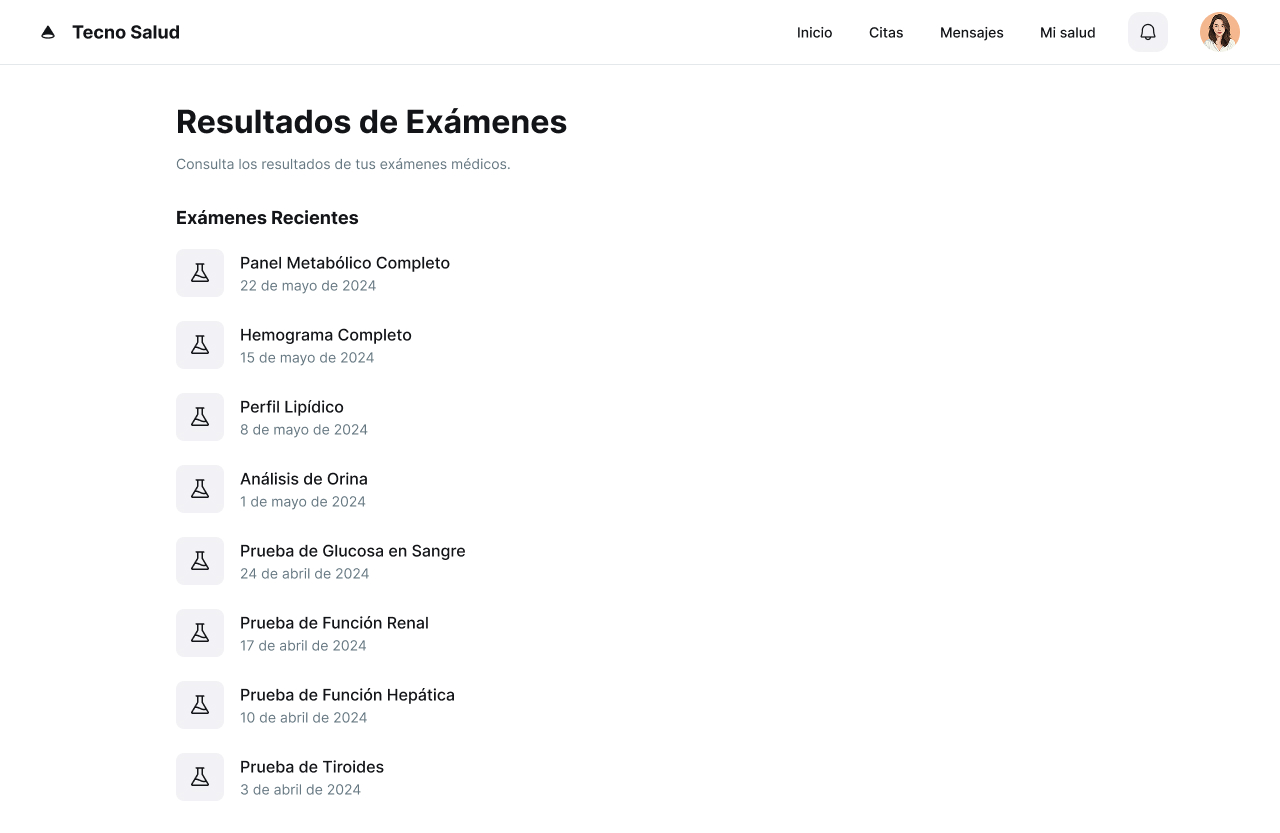 Tecno Salud
Inicio
Citas
Mensajes
Mi salud
Resultados de Exámenes
Consulta los resultados de tus exámenes médicos.
Exámenes Recientes
Panel Metabólico Completo
22 de mayo de 2024
Hemograma Completo
15 de mayo de 2024
Perfil Lipídico
8 de mayo de 2024
Análisis de Orina
1 de mayo de 2024
Prueba de Glucosa en Sangre
24 de abril de 2024
Prueba de Función Renal
17 de abril de 2024
Prueba de Función Hepática
10 de abril de 2024
Prueba de Tiroides
3 de abril de 2024